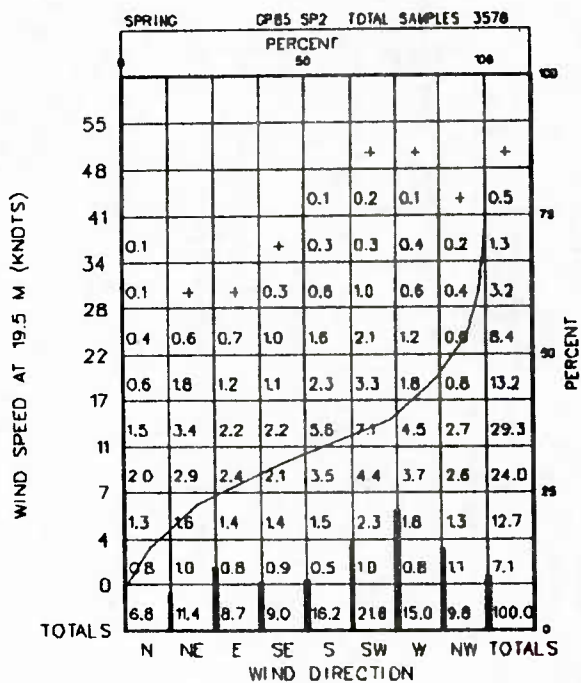 SPRING SP2 TOTAL SAMPLES 3578
PERCENT
0 50 100
100
55
+ + +
48
0.1 0.2 0.1 + 0.5
41
75
0.1 + 0.3 0.3 0.4 0.2 1.3
34
0.1 + + 0.3 0.8 1.0 0.6 0.4 3.2
28
0.4 0.6 0.7 1.0 1.6 2.1 1.2 8.4
22
50
0.6 1.8 1.2 1.1 2.3 3.3 1.8 0.8 13.2
17
1.5 3.4 2.2 2.2 5.6 7.1 4.5 2.7 29.3
11
2.0 2.9 2.4 2.1 3.5 4.4 3.7 2.6 24.0
7
25
1.3 1.6 1.4 1.4 1.5 2.3 1.8 1.3 12.7
4
0.8 1.0 0.8 0.9 0.5 1.0 0.8 1.1 7.1
0
6.8 11.4 8.7 9.0 16.2 21.8 15.0 9.8 100.0
TOTALS
0
N NE E SE S SW W NW TOTALS
WIND DIRECTION
WIND SPEED AT 19.5 M (KNOTS)
PERCENT